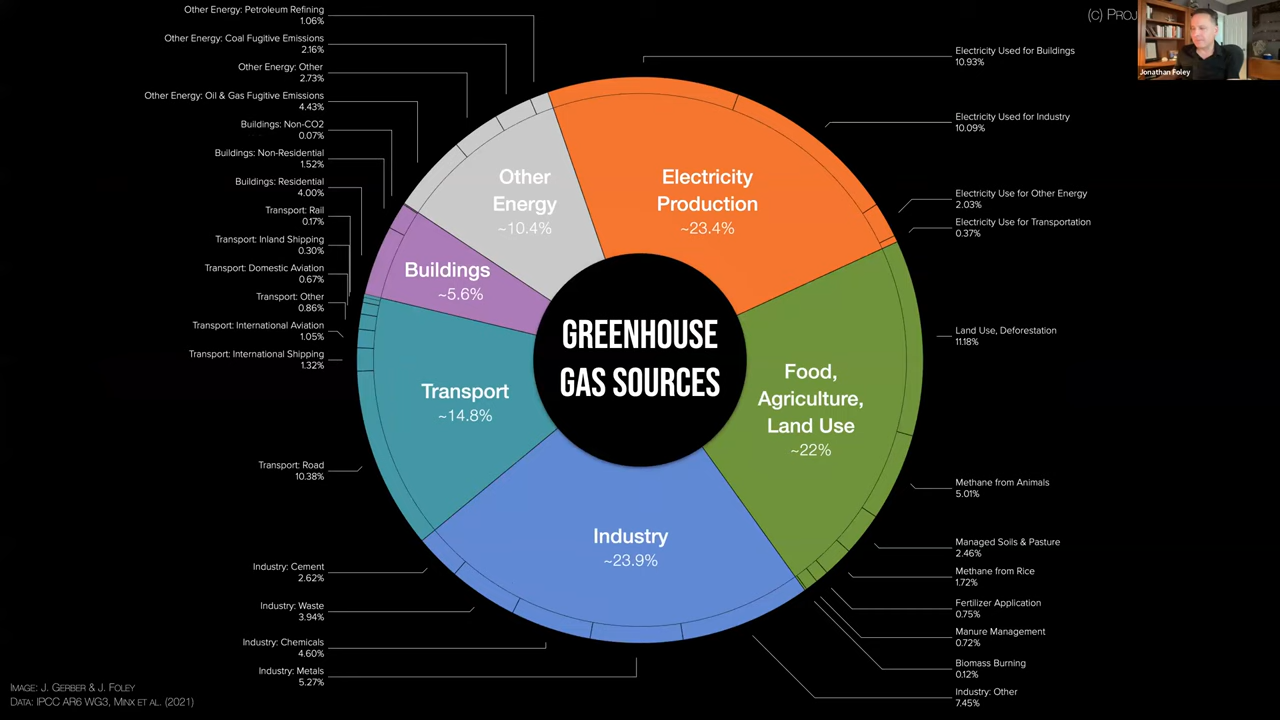 Other Energy: Petroleum Refining
1.06%
Other Energy: Coal Fugitive Emissions
2.16%
Other Energy: Other
2.73%
Other Energy: Oil & Gas Fugitive Emissions
4.43%
Buildings: Non-CO2
0.07%
Buildings: Non-Residential
1.52%
Buildings: Residential
4.00%
Transport: Rail
0.17%
Transport: Inland Shipping
0.30%
Transport: Domestic Aviation
0.67%
Transport: Other
0.86%
Transport: International Aviation
1.05%
Transport: International Shipping
1.32%
Transport: Road
10.38%
Industry: Cement
2.62%
Industry: Waste
3.94%
Industry: Chemicals
4.60%
Industry: Metals
5.27%
Other
Energy
~10.4%
Electricity
Production
~23.4%
Buildings
~5.6%
GREENHOUSE
GAS SOURCES
Transport
~14.8%
Food,
Agriculture,
Land Use
~22%
Industry
~23.9%
(C) PROJ
Jonathan Foley
Electricity Used for Buildings
10.93%
Electricity Used for Industry
10.09%
Electricity Use for Other Energy
2.03%
Electricity Use for Transportation
0.37%
Land Use, Deforestation
11.18%
Methane from Animals
5.01%
Managed Soils & Pasture
2.46%
Methane from Rice
1.72%
Fertilizer Application
0.75%
Manure Management
0.72%
Biomass Burning
0.12%
Industry: Other
7.45%
IMAGE: J. GERBER & J. FOLEY
DATA: IPCC AR6 WG3, MINX ET AL. (2021)